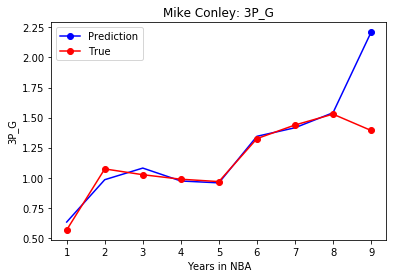 Mike Conley: 3P_G
Prediction
True
3P_G
2.25
2.00
1.75
1.50
1.25
1.00
0.75
0.50
1 2 3 4 5 6 7 8 9
Years in NBA